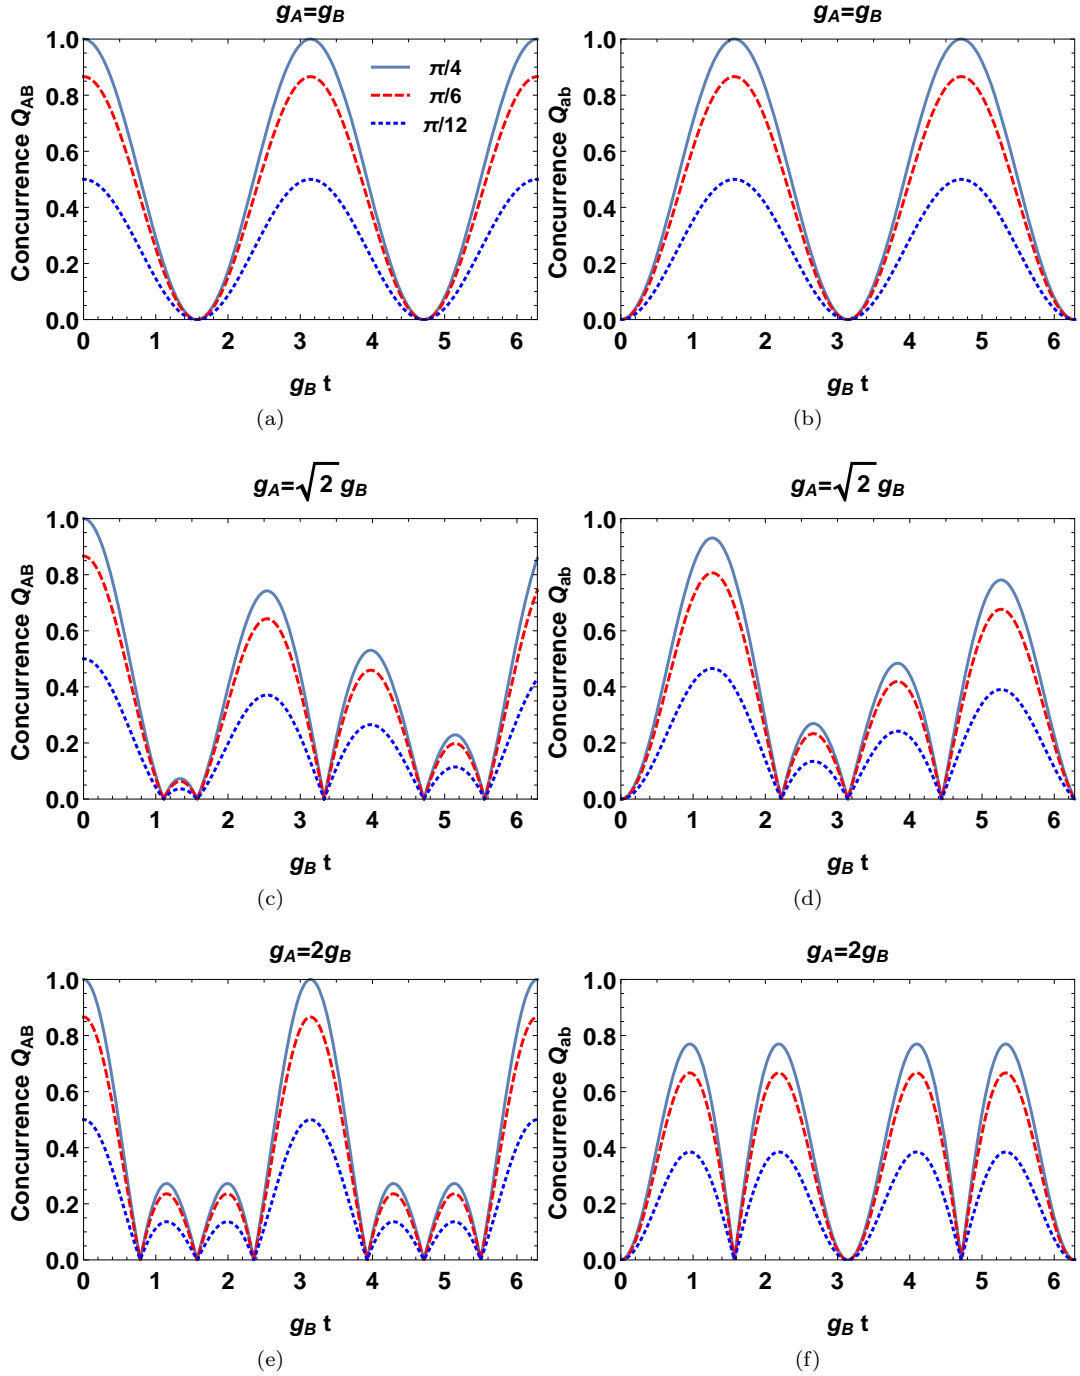 g_A=g_B
g_A=g_B
Concurrence Q_AB
1.0
0.8
0.6
0.4
0.2
0.0
π/4
π/6
π/12
0 1 2 3 4 5 6
g_B t
(a)
Concurrence Q_ab
1.0
0.8
0.6
0.4
0.2
0.0
0 1 2 3 4 5 6
g_B t
(b)
g_A=√2 g_B
Concurrence Q_AB
1.0
0.8
0.6
0.4
0.2
0.0
0 1 2 3 4 5 6
g_B t
(c)
g_A=√2 g_B
Concurrence Q_ab
1.0
0.8
0.6
0.4
0.2
0.0
0 1 2 3 4 5 6
g_B t
(d)
g_A=2g_B
Concurrence Q_AB
1.0
0.8
0.6
0.4
0.2
0.0
0 1 2 3 4 5 6
g_B t
(e)
g_A=2g_B
Concurrence Q_ab
1.0
0.8
0.6
0.4
0.2
0.0
0 1 2 3 4 5 6
g_B t
(f)